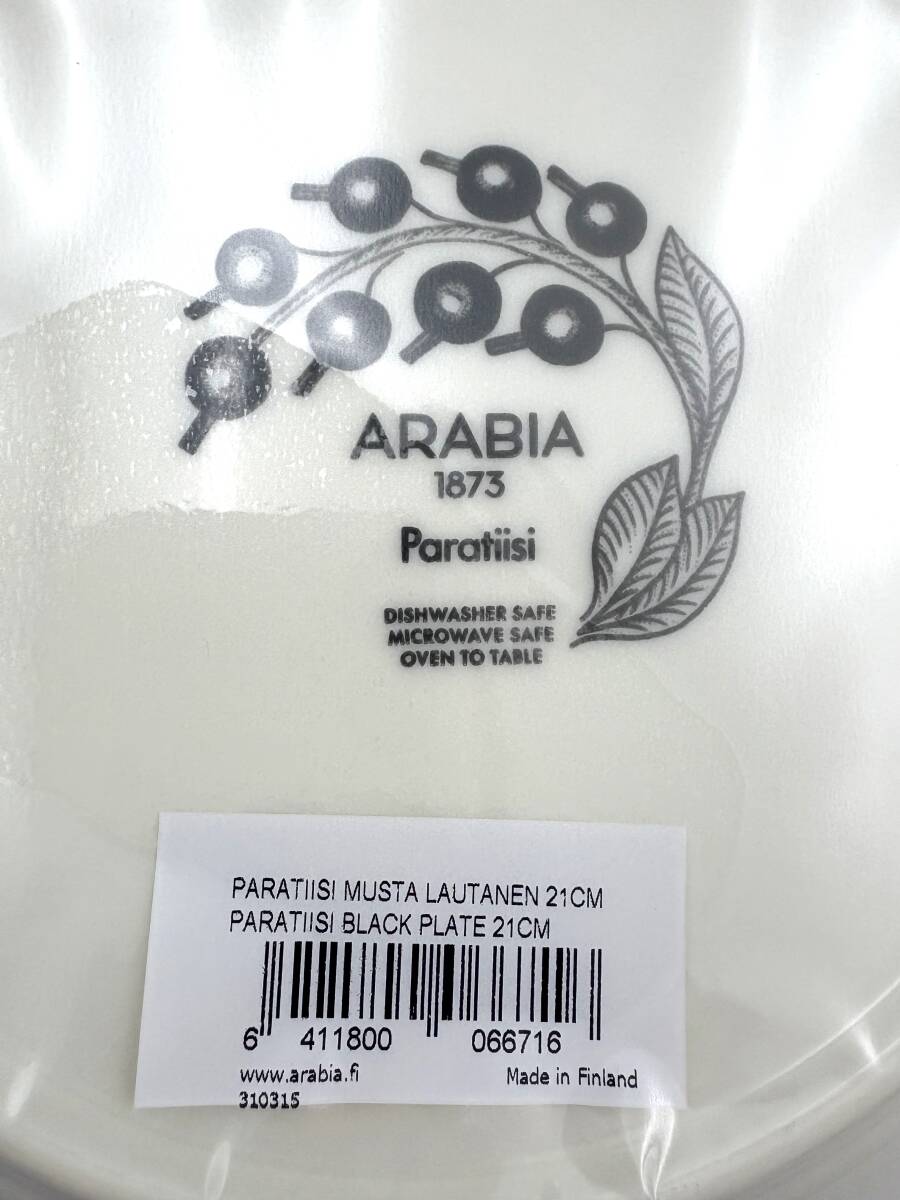 ARABIA
1873
Paratiisi
DISHWASHER SAFE
MICROWAVE SAFE
OVEN TO TABLE
PARATIISI MUSTA LAUTANEN 21CM
PARATIISI BLACK PLATE 21CM
6 411800 066716
www.arabia.fi Made in Finland
310315